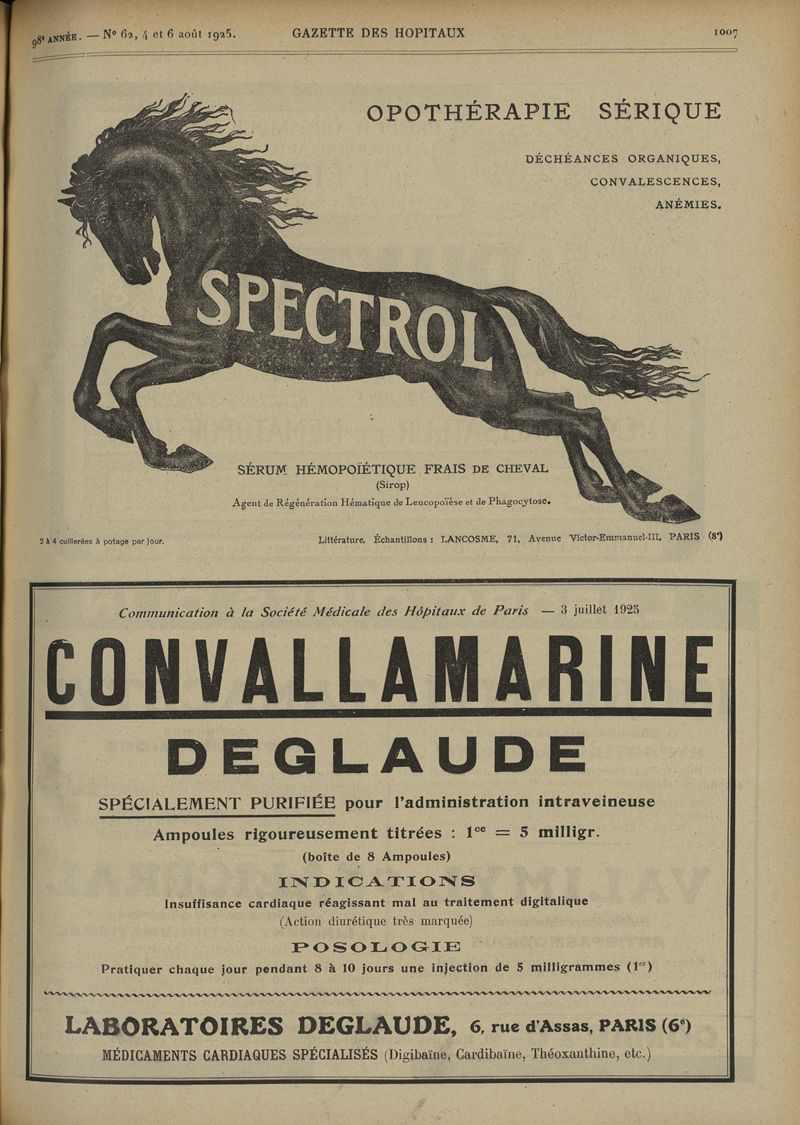 98ᵉ ANNÉE. — Nº 62, 4 et 6 août 1925. GAZETTE DES HOPITAUX 1007
OPOTHÉRAPIE SÉRIQUE
DÉCHÉANCES ORGANIQUES,
CONVALESCENCES,
ANÉMIES.
SPECTROL
SÉRUM HÉMOPOÏÉTIQUE FRAIS DE CHEVAL
(Sirop)
Agent de Régénération Hématique de Leucopoïèse et de Phagocytose.
2 à 4 cuillerées à potage par jour. Littérature, Échantillons : LANCOSME, 71, Avenue Victor-Emmanuel-III, PARIS (8ᵉ)
Communication à la Société Médicale des Hôpitaux de Paris — 3 juillet 1925
CONVALLAMARINE
DEGLAUDE
SPÉCIALEMENT PURIFIÉE pour l'administration intraveineuse
Ampoules rigoureusement titrées : 1ᶜᶜ = 5 milligr.
(boîte de 8 Ampoules)
INDICATIONS
Insuffisance cardiaque réagissant mal au traitement digitalique
(Action diurétique très marquée)
POSOLOGIE
Pratiquer chaque jour pendant 8 à 10 jours une injection de 5 milligrammes (1ᶜᶜ)
LABORATOIRES DEGLAUDE, 6, rue d'Assas, PARIS (6ᵉ)
MÉDICAMENTS CARDIAQUES SPÉCIALISÉS (Digibaïne, Cardibaïne, Théoxanthine, etc.)